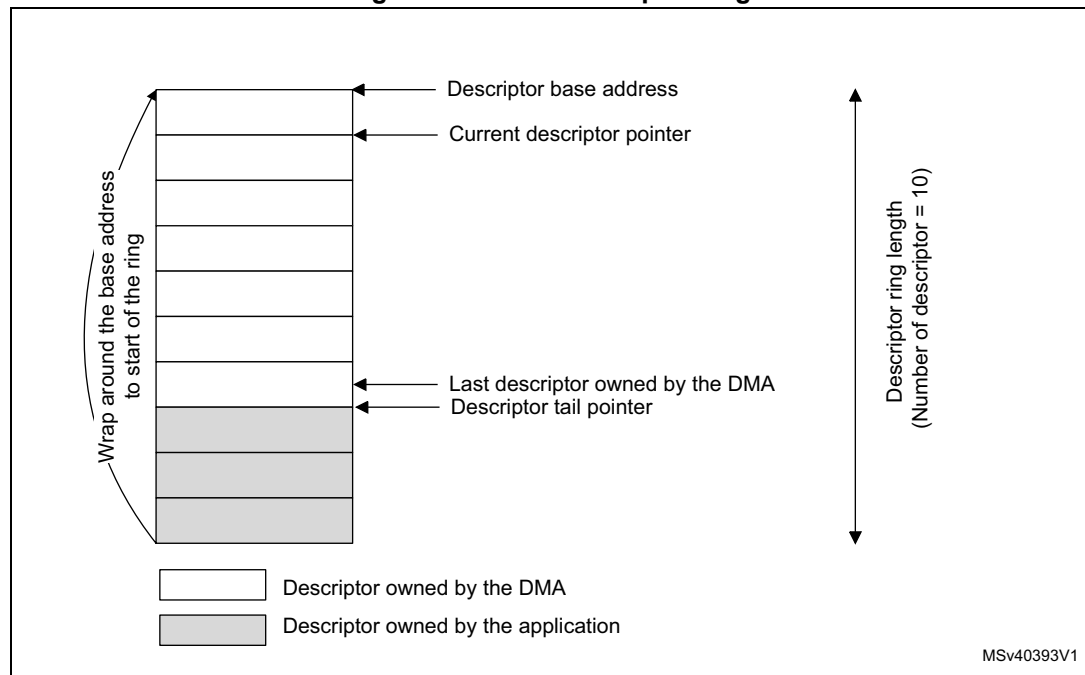 Descriptor base address
Current descriptor pointer
Wrap around the base address
to start of the ring
Descriptor ring length
(Number of descriptor = 10)
Last descriptor owned by the DMA
Descriptor tail pointer
Descriptor owned by the DMA
Descriptor owned by the application
MSv40393V1